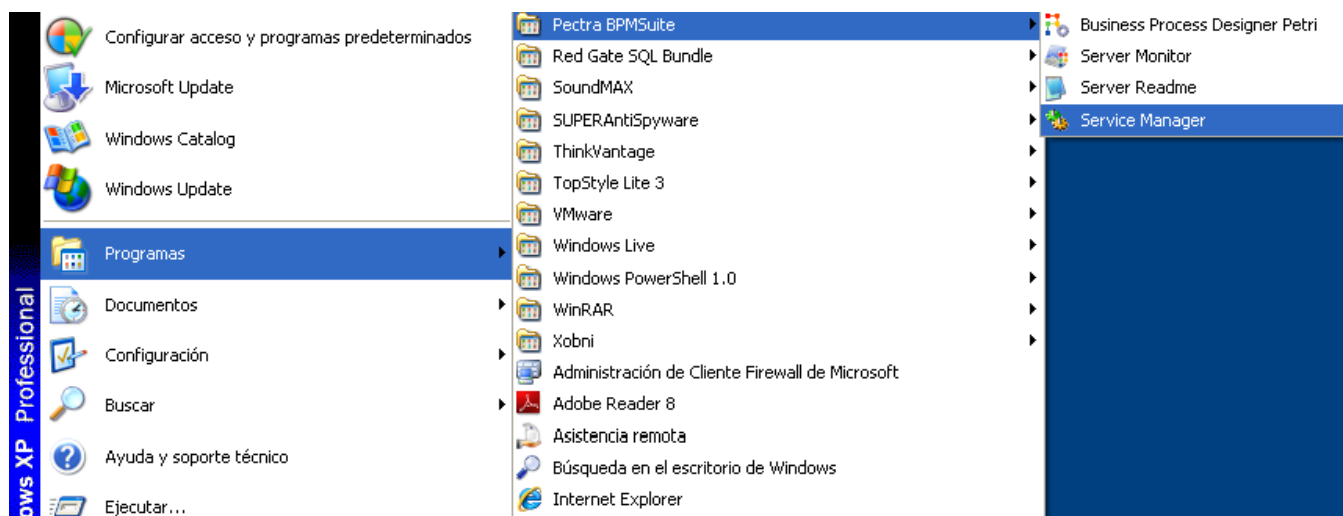 Configurar acceso y programas predeterminados
Microsoft Update
Windows Catalog
Windows Update
Programas
Documentos
Configuración
Buscar
Ayuda y soporte técnico
Ejecutar...
ows XP Professional
Pectra BPMSuite
Red Gate SQL Bundle
SoundMAX
SUPERAntiSpyware
ThinkVantage
TopStyle Lite 3
VMware
Windows Live
Windows PowerShell 1.0
WinRAR
Xobni
Administración de Cliente Firewall de Microsoft
Adobe Reader 8
Asistencia remota
Búsqueda en el escritorio de Windows
Internet Explorer
Business Process Designer Petri
Server Monitor
Server Readme
Service Manager